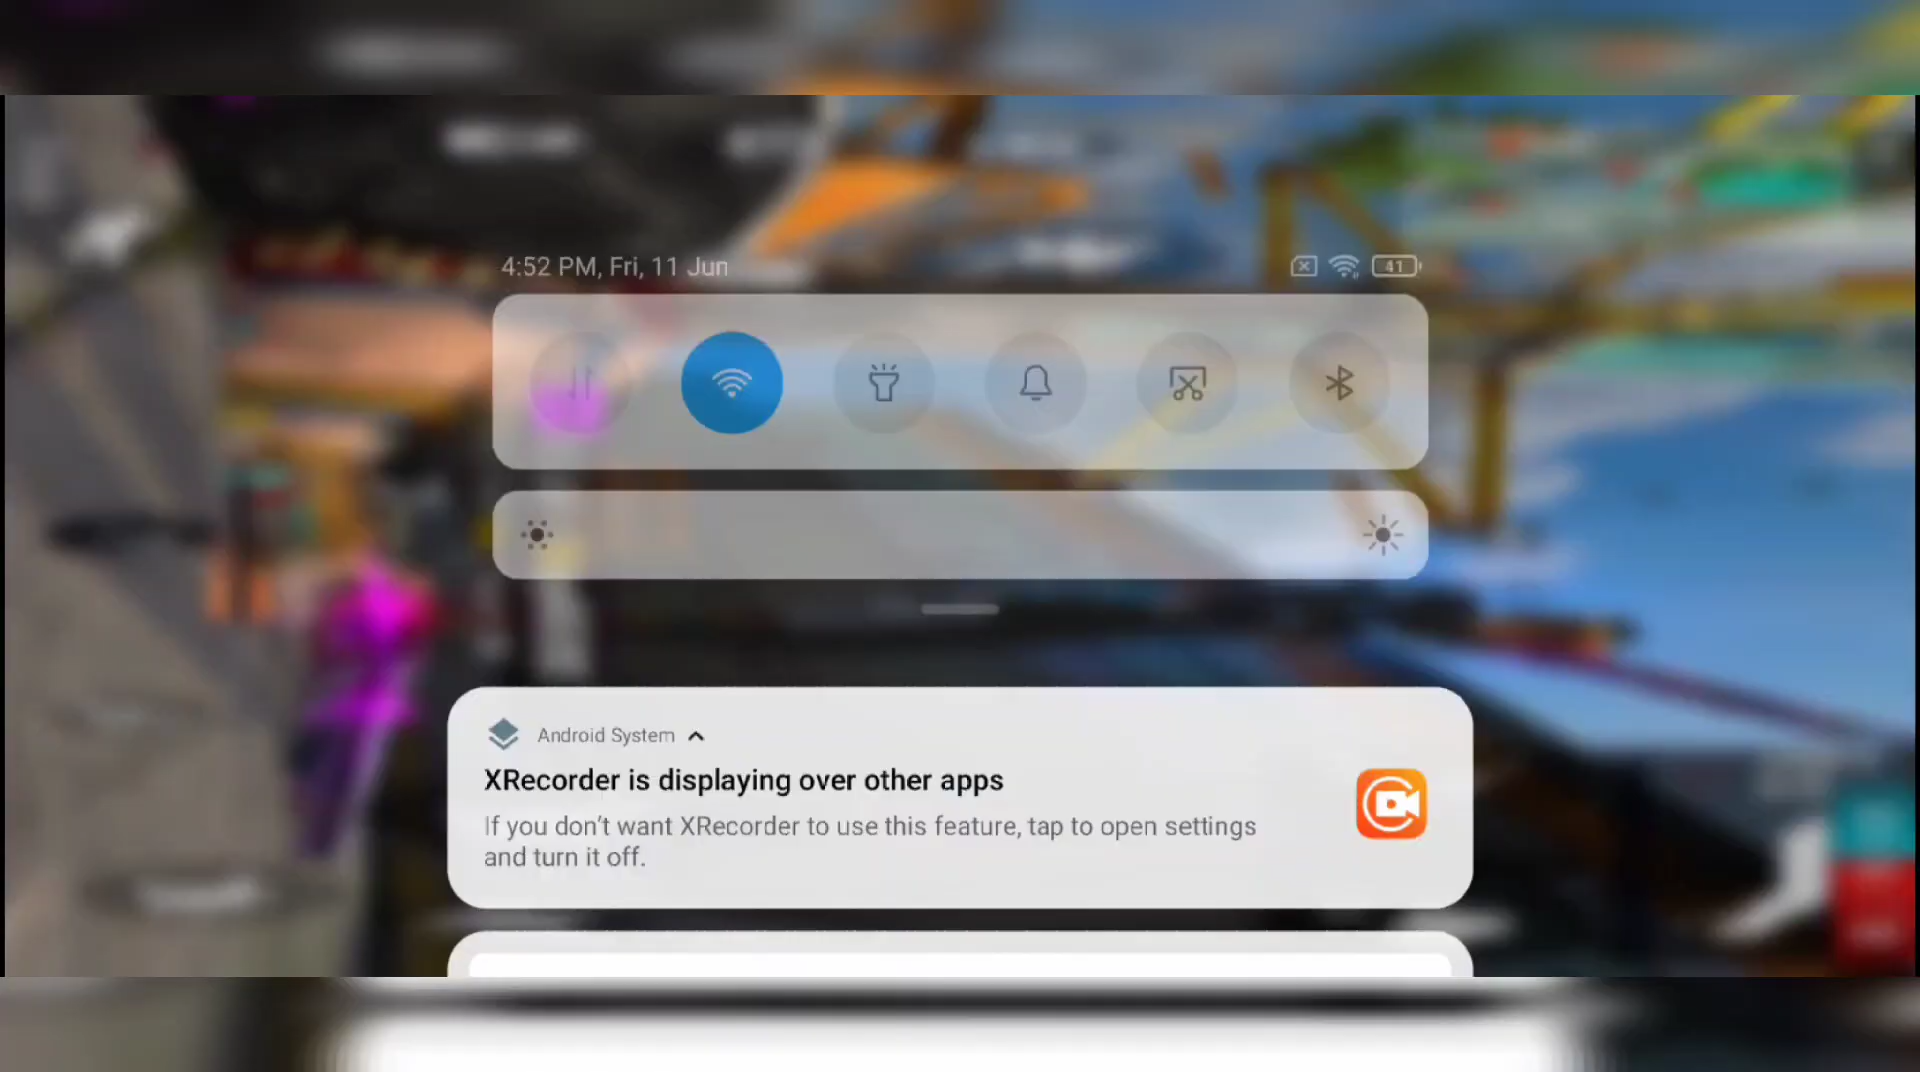 4:52 PM, Fri, 11 Jun
41
Android System
XRecorder is displaying over other apps
If you don't want XRecorder to use this feature, tap to open settings
and turn it off.